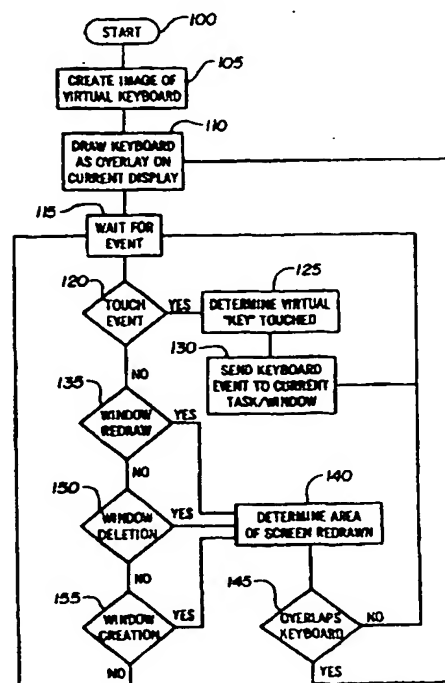 START
100
CREATE IMAGE OF
VIRTUAL KEYBOARD
105
DRAW KEYBOARD
AS OVERLAY ON
CURRENT DISPLAY
110
115
WAIT FOR
EVENT
120
TOUCH
EVENT
YES
125
DETERMINE VIRTUAL
"KEY" TOUCHED
130
SEND KEYBOARD
EVENT TO CURRENT
TASK/WINDOW
NO
135
WINDOW
REDRAW
YES
NO
150
WINDOW
DELETION
YES
140
DETERMINE AREA
OF SCREEN REDRAWN
NO
155
WINDOW
CREATION
YES
145
OVERLAPS
KEYBOARD
NO
NO
YES